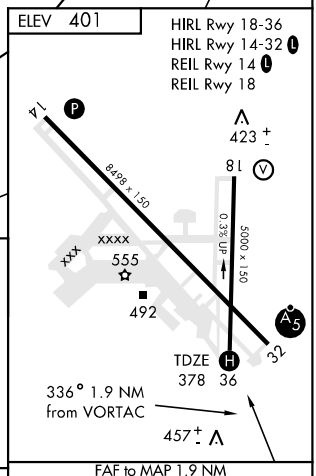 ELEV 401
HIRL Rwy 18-36
HIRL Rwy 14-32 L
REIL Rwy 14 L
REIL Rwy 18
14
P
423 ±
18
V
8498 x 150
0.3% UP
5000 x 150
xxxx
xxx
555
492
A5
32
TDZE
378
36
H
336° 1.9 NM
from VORTAC
457 ±
FAF to MAP 1.9 NM